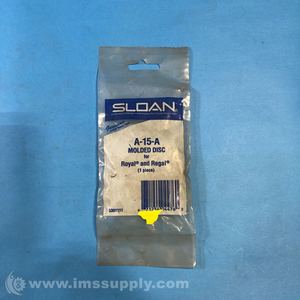 SLOAN
A-15-A
MOLDED DISC
for
Royal® and Regal®
(1 piece)
© www.imssupply.com